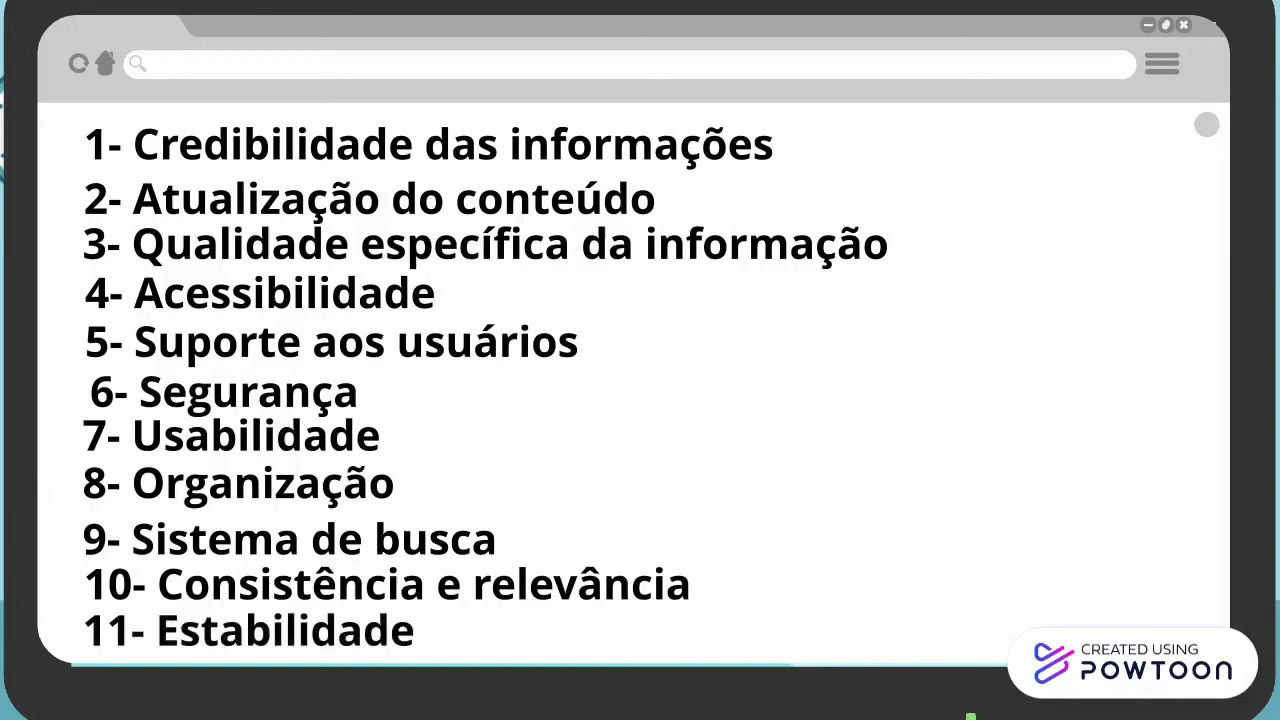 1- Credibilidade das informações
2- Atualização do conteúdo
3- Qualidade específica da informação
4- Acessibilidade
5- Suporte aos usuários
6- Segurança
7- Usabilidade
8- Organização
9- Sistema de busca
10- Consistência e relevância
11- Estabilidade
CREATED USING
POWTOON